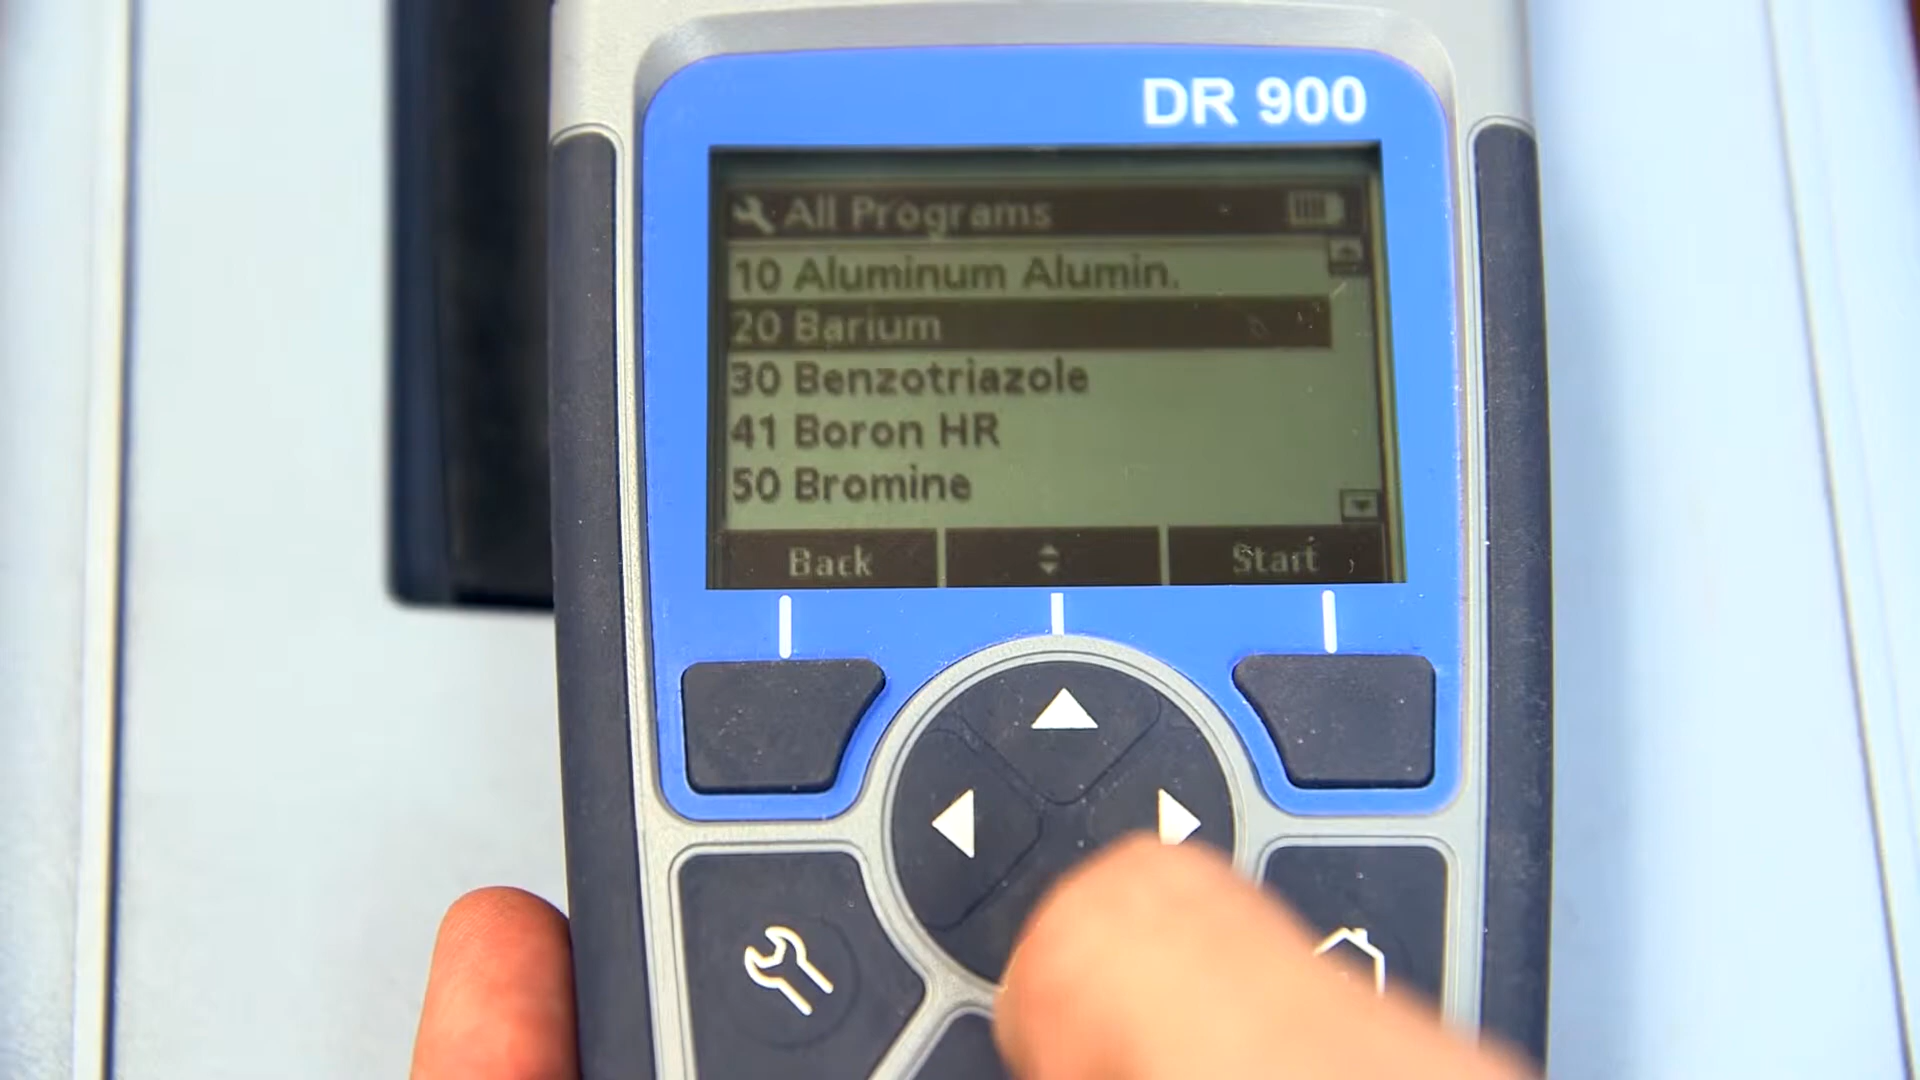 DR 900
All Programs
10 Aluminum Alumin.
20 Barium
30 Benzotriazole
41 Boron HR
50 Bromine
Back
Start